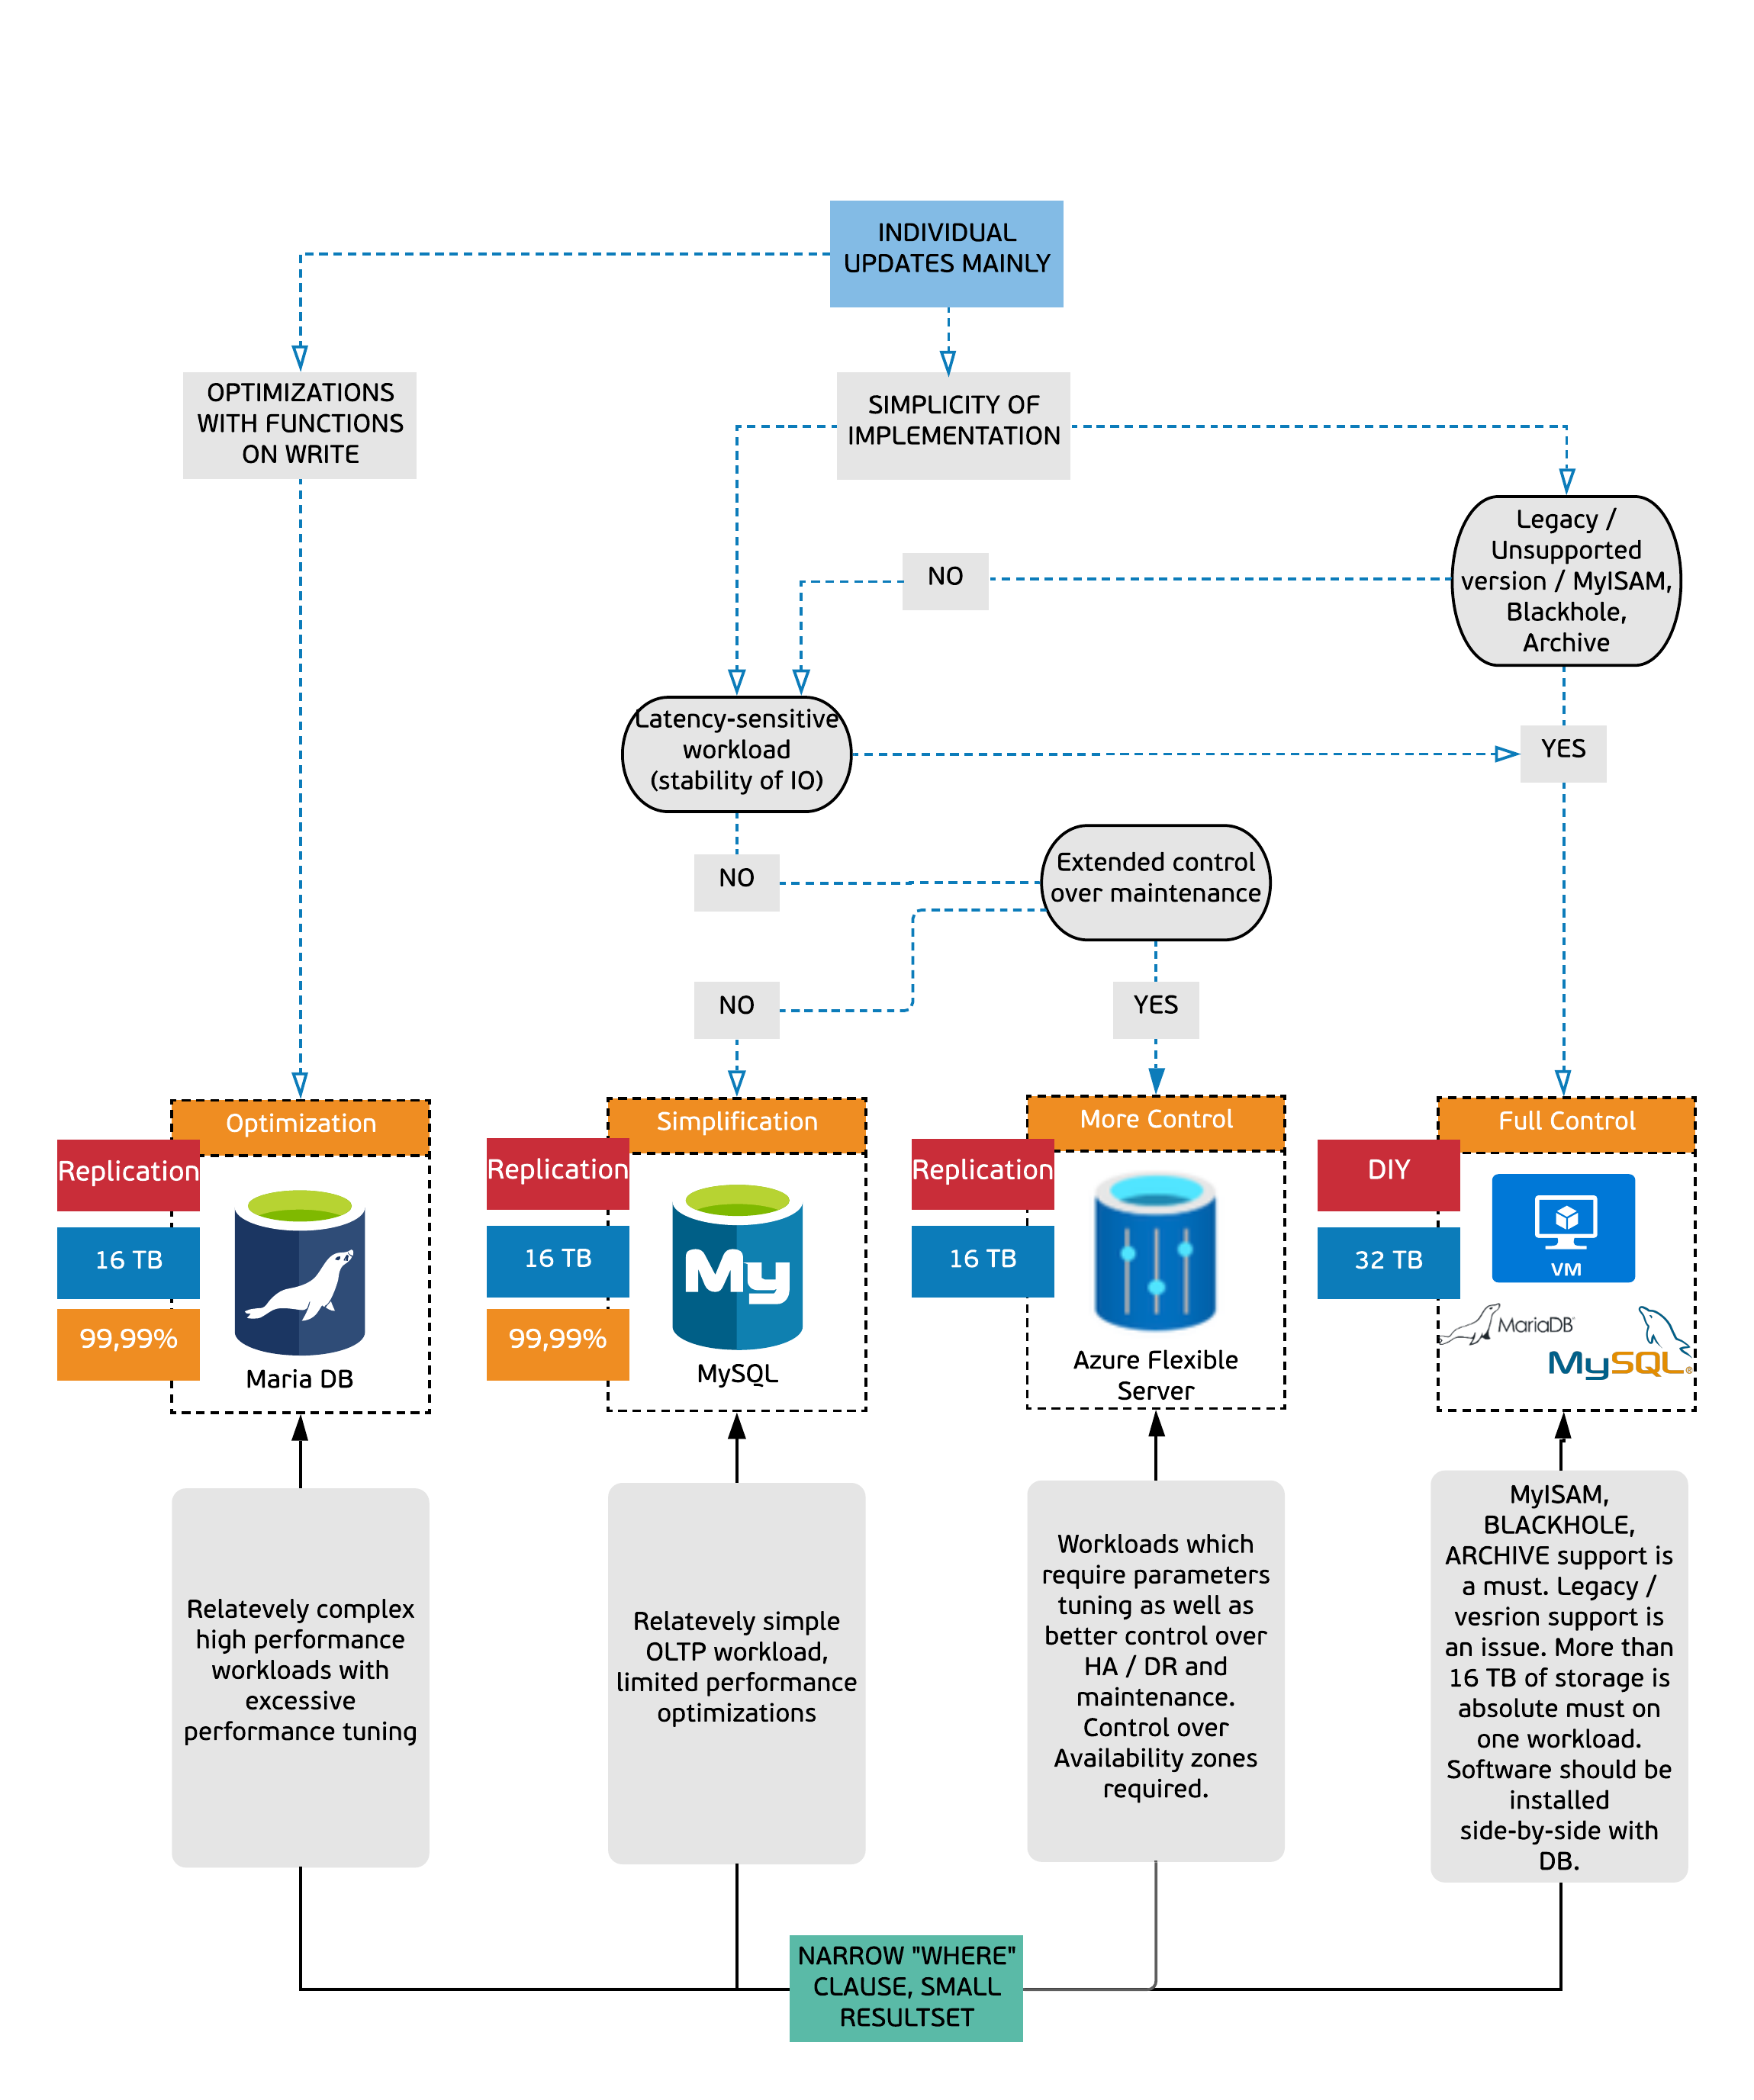 INDIVIDUAL
UPDATES MAINLY
OPTIMIZATIONS
WITH FUNCTIONS
ON WRITE
SIMPLICITY OF
IMPLEMENTATION
Legacy /
Unsupported
version / MyISAM,
Blackhole,
Archive
NO
Latency-sensitive
workload
(stability of IO)
YES
NO
Extended control
over maintenance
NO
YES
Optimization
Replication
16 TB
99,99%
Maria DB
Simplification
Replication
16 TB
99,99%
My
MySQL
More Control
Replication
16 TB
Azure Flexible
Server
Full Control
DIY
32 TB
VM
MariaDB
MySQL®
Relatevely complex
high performance
workloads with
excessive
performance tuning
Relatevely simple
OLTP workload,
limited performance
optimizations
Workloads which
require parameters
tuning as well as
better control over
HA / DR and
maintenance.
Control over
Availability zones
required.
MyISAM,
BLACKHOLE,
ARCHIVE support is
a must. Legacy /
vesrion support is
an issue. More than
16 TB of storage is
absolute must on
one workload.
Software should be
installed
side-by-side with
DB.
NARROW "WHERE"
CLAUSE, SMALL
RESULTSET